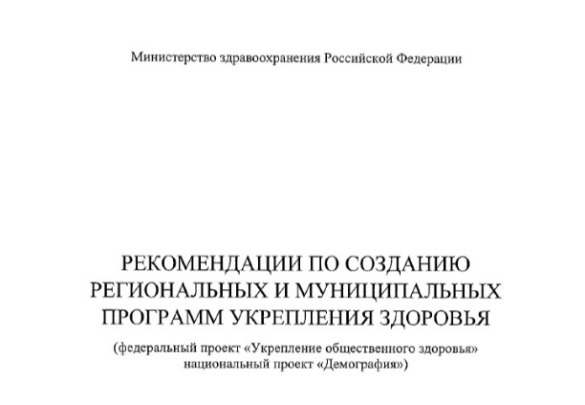 Министерство здравоохранения Российской Федерации
РЕКОМЕНДАЦИИ ПО СОЗДАНИЮ
РЕГИОНАЛЬНЫХ И МУНИЦИПАЛЬНЫХ
ПРОГРАММ УКРЕПЛЕНИЯ ЗДОРОВЬЯ
(федеральный проект «Укрепление общественного здоровья»
национальный проект «Демография»)